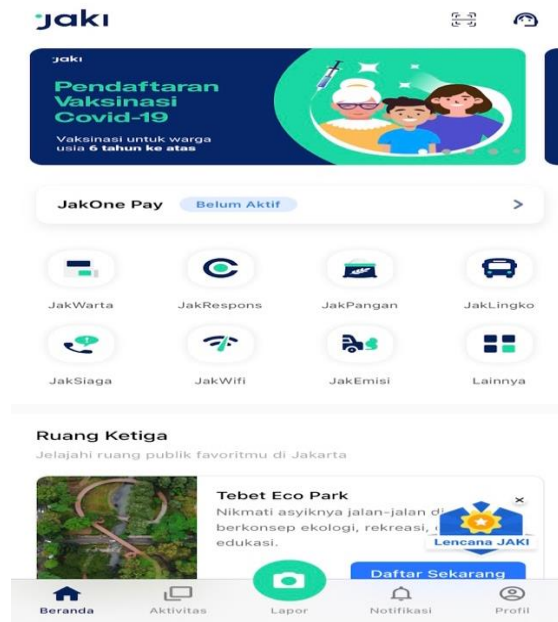 JAKI
JAKI
Pendaftaran
Vaksinasi
Covid-19
Vaksinasi untuk warga
usia 6 tahun ke atas
JakOne Pay
Belum Aktif
>
JakWarta
JakRespons
JakPangan
JakLingko
JakSiaga
JakWifi
JakEmisi
Lainnya
Ruang Ketiga
Jelajahi ruang publik favoritmu di Jakarta
Tebet Eco Park
Nikmati asyiknya jalan-jalan d
berkonsep ekologi, rekreasi,
edukasi.
Lencana JAKI
Daftar Sekarang
Beranda
Aktivitas
Lapor
Notifikasi
Profil